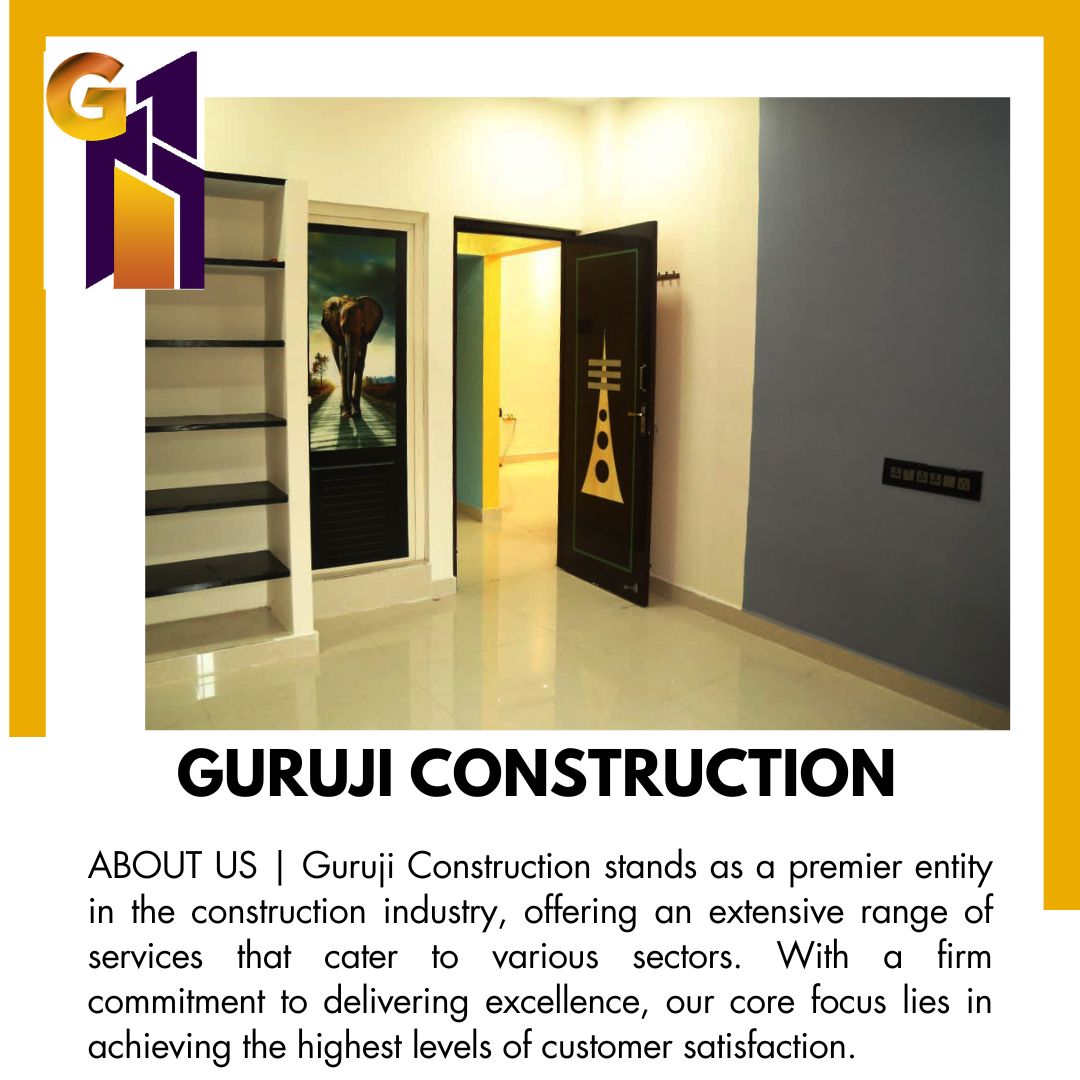 G
GURUJI CONSTRUCTION
ABOUT US | Guruji Construction stands as a premier entity
in the construction industry, offering an extensive range of
services that cater to various sectors. With a firm
commitment to delivering excellence, our core focus lies in
achieving the highest levels of customer satisfaction.